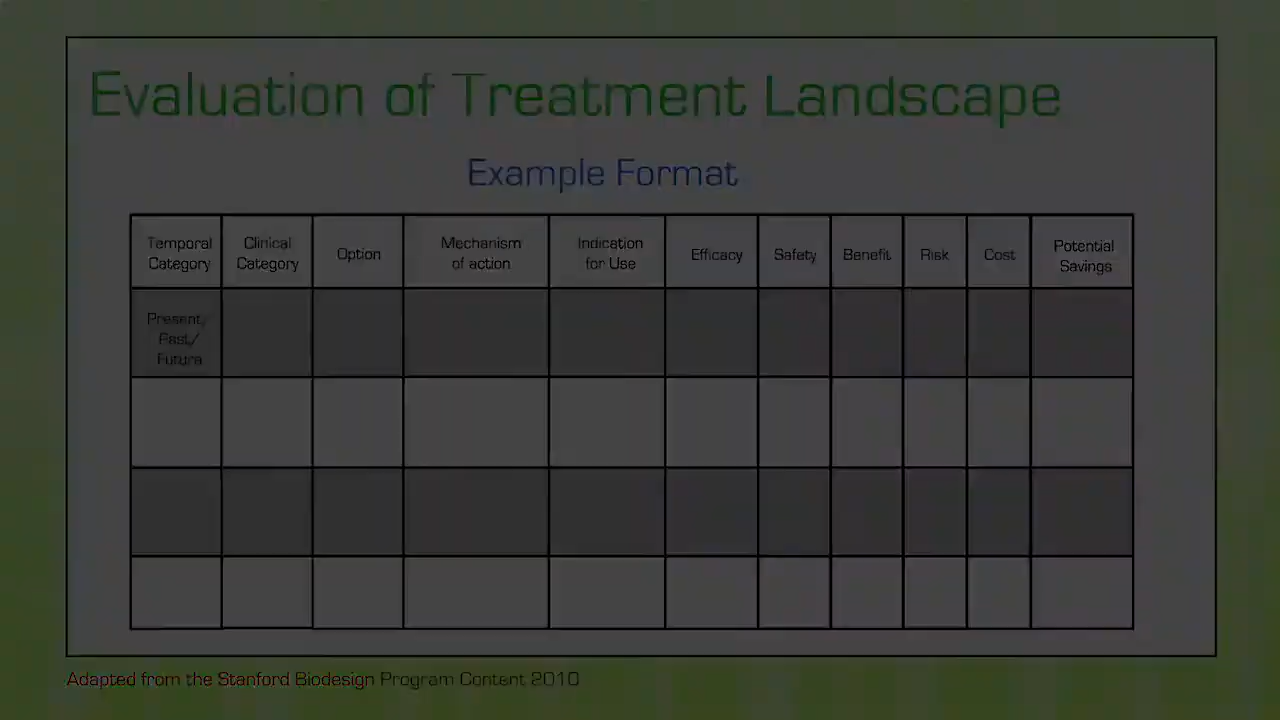 Evaluation of Treatment Landscape
Example Format
Temporal Category
Clinical Category
Option
Mechanism of action
Indication for Use
Efficacy
Safety
Benefit
Risk
Cost
Potential Savings
Present/
Past/
Future
Adapted from the Stanford Biodesign Program Content 2010